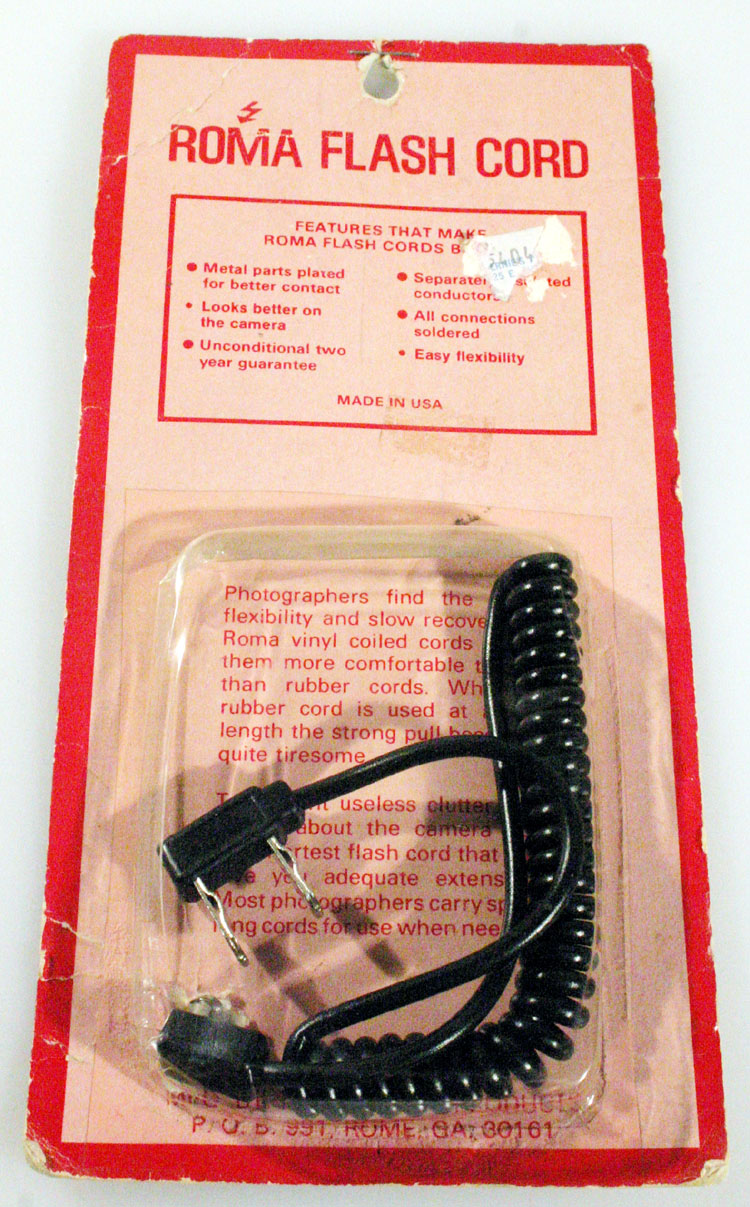 ROMA FLASH CORD
FEATURES THAT MAKE
ROMA FLASH CORDS B
• Metal parts plated
for better contact
• Looks better on
the camera
• Unconditional two
year guarantee
• Separate
conductors
• All connections
soldered
• Easy flexibility
MADE IN USA
Photographers find the
flexibility and slow recove
Roma vinyl coiled cords
them more comfortable t
than rubber cords. Wh
rubber cord is used at
length the strong pull
quite tiresome
useless clutter
about the camera
rtest flash cord that
adequate extens
Most photographers carry sp
cords for use when nee
P. O. B. 991, ROME, GA, 30161